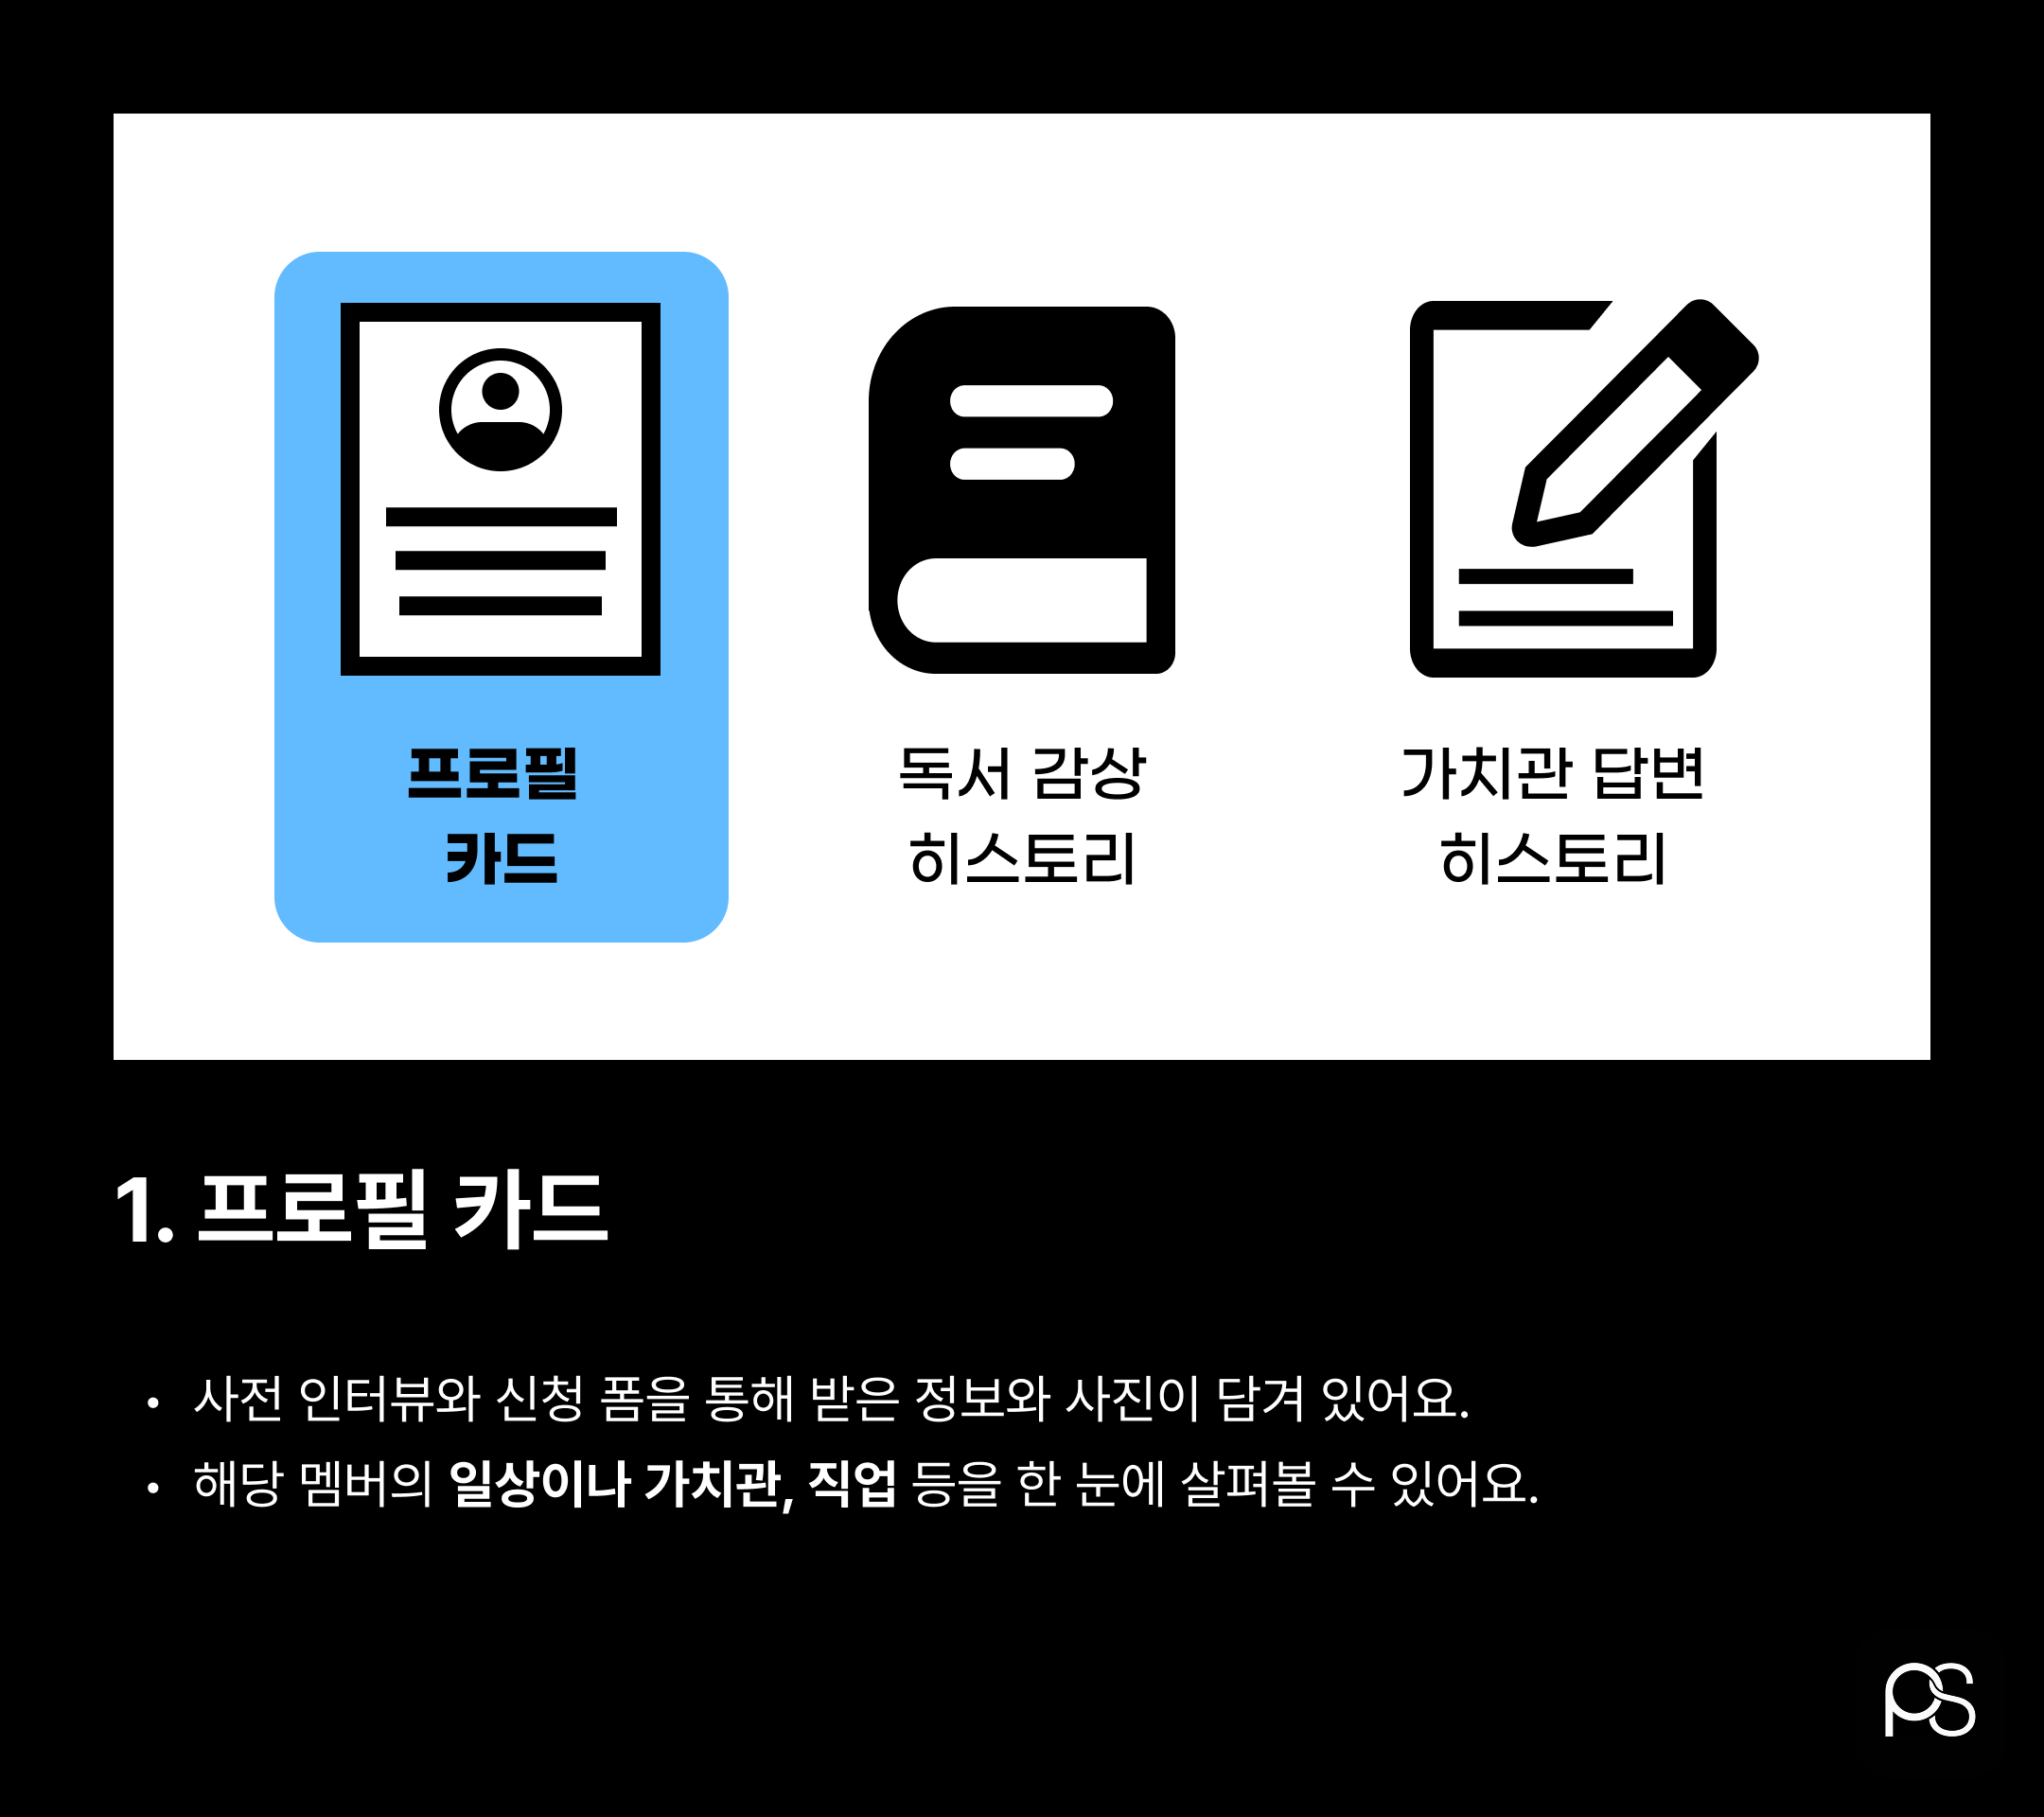 프로필
카드
독서 감상
히스토리
가치관 답변
히스토리
1. 프로필 카드
• 사전 인터뷰와 신청 폼을 통해 받은 정보와 사진이 담겨 있어요.
• 해당 멤버의 일상이나 가치관, 직업 등을 한 눈에 살펴볼 수 있어요.
PS